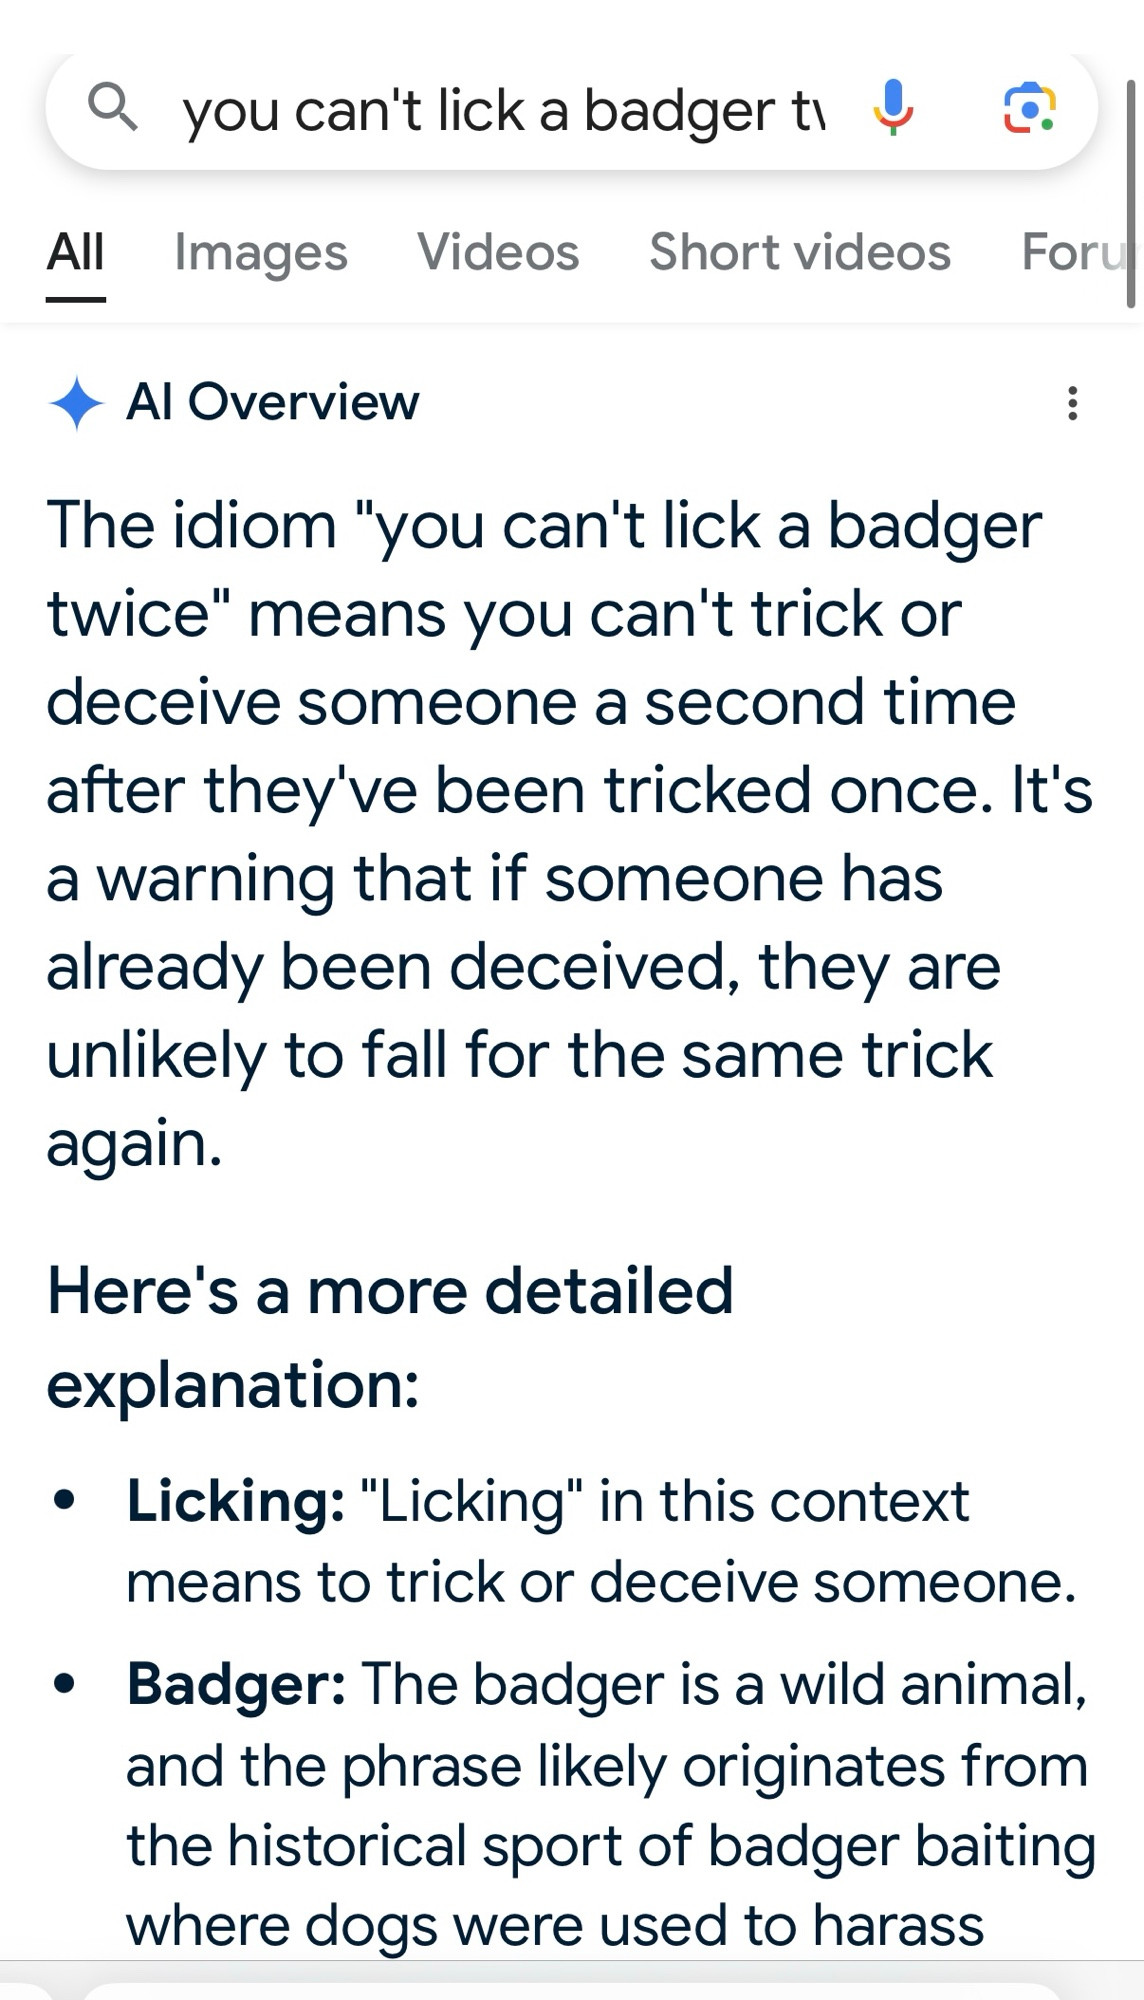 you can't lick a badger tw
All Images Videos Short videos Foru
AI Overview
The idiom "you can't lick a badger
twice" means you can't trick or
deceive someone a second time
after they've been tricked once. It's
a warning that if someone has
already been deceived, they are
unlikely to fall for the same trick
again.
Here's a more detailed
explanation:
• Licking: "Licking" in this context
means to trick or deceive someone.
• Badger: The badger is a wild animal,
and the phrase likely originates from
the historical sport of badger baiting
where dogs were used to harass